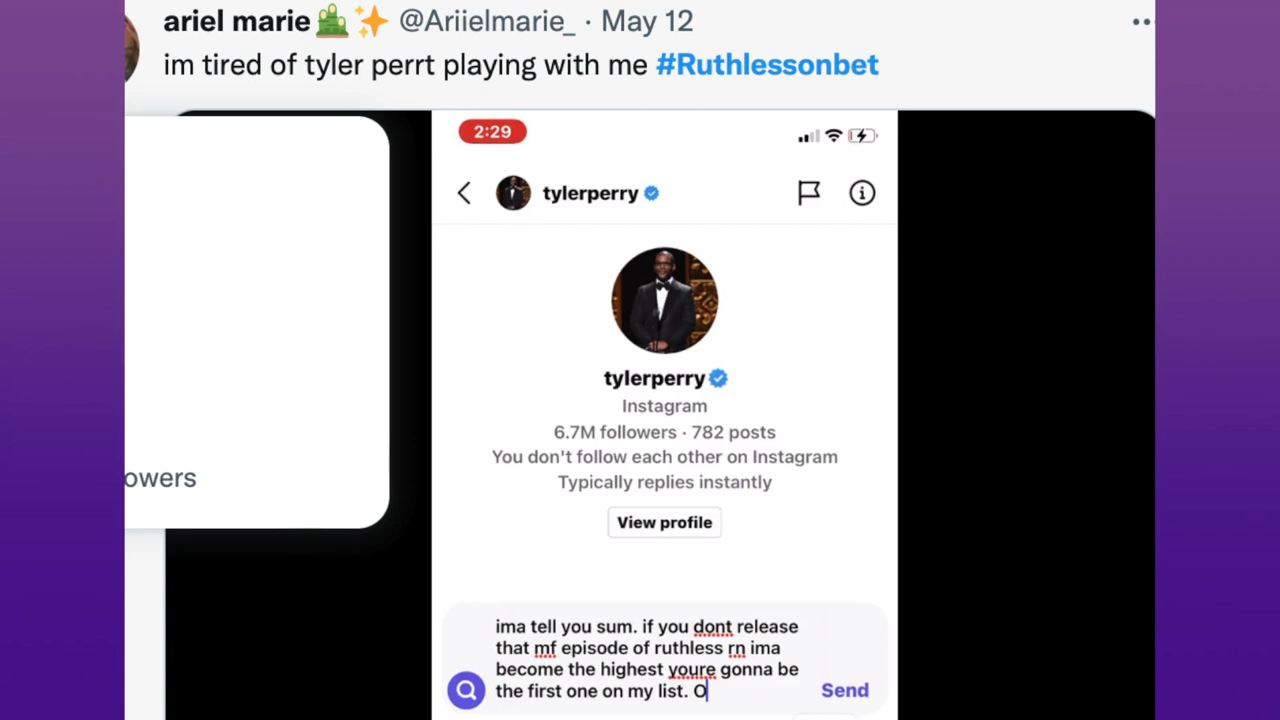 ariel marie🎍✨ @Ariielmarie_ · May 12
im tired of tyler perrt playing with me #Ruthlessonbet
2:29
tylerperry
tylerperry
Instagram
6.7M followers · 782 posts
You don't follow each other on Instagram
Typically replies instantly
View profile
owers
ima tell you sum. if you dont release
that mf episode of ruthless rn ima
become the highest youre gonna be
the first one on my list. O
Send